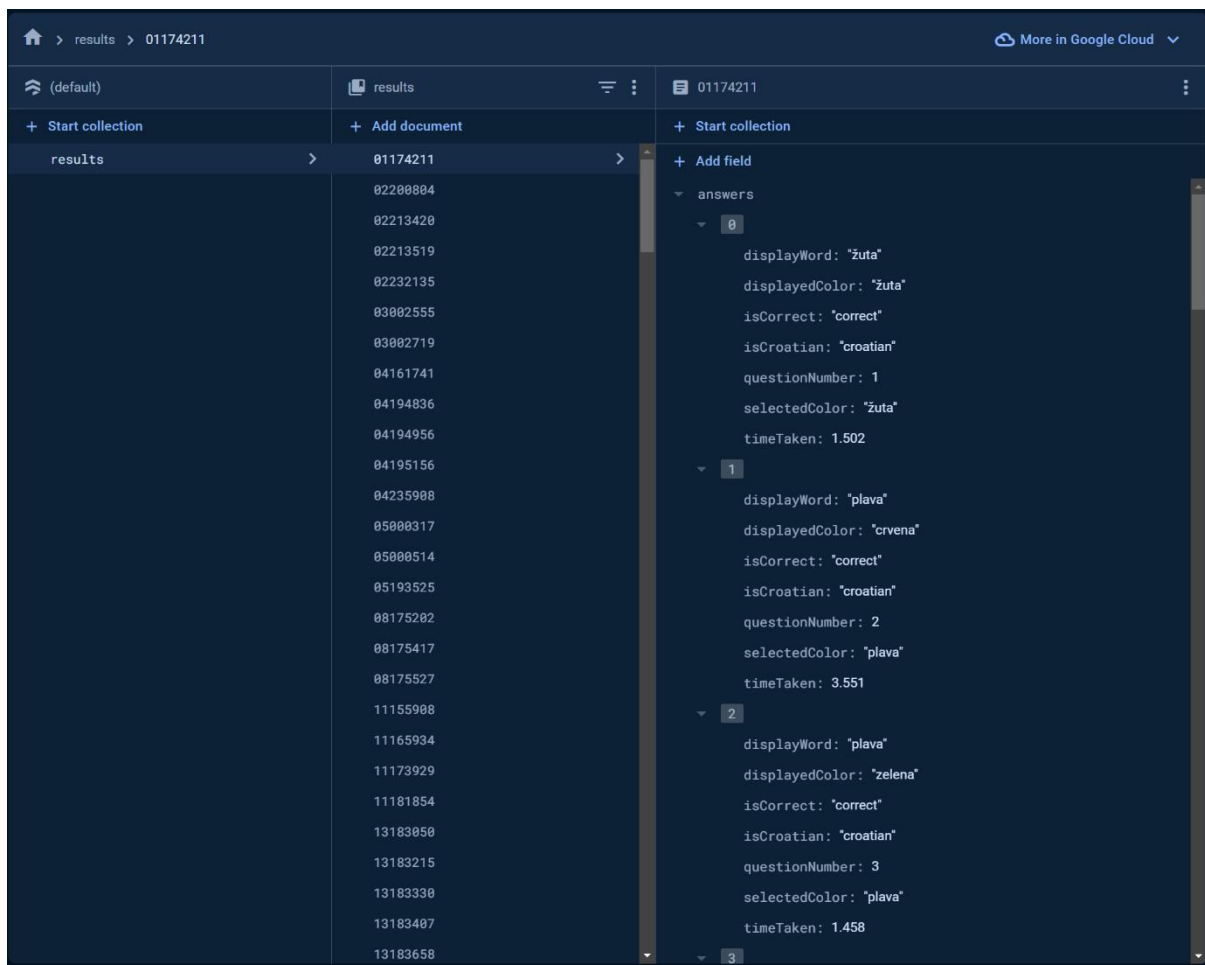 results > 01174211
More in Google Cloud
(default)
+ Start collection
results
results
+ Add document
01174211
02200804
02213420
02213519
02232135
03002555
03002719
04161741
04194836
04194956
04195156
04235908
05000317
05000514
05193525
08175202
08175417
08175527
11155908
11165934
11173929
11181854
13183050
13183215
13183330
13183407
13183658
01174211
+ Start collection
+ Add field
answers
0
displayWord: "žuta"
displayedColor: "žuta"
isCorrect: "correct"
isCroatian: "croatian"
questionNumber: 1
selectedColor: "žuta"
timeTaken: 1.502
1
displayWord: "plava"
displayedColor: "crvena"
isCorrect: "correct"
isCroatian: "croatian"
questionNumber: 2
selectedColor: "plava"
timeTaken: 3.551
2
displayWord: "plava"
displayedColor: "zelena"
isCorrect: "correct"
isCroatian: "croatian"
questionNumber: 3
selectedColor: "plava"
timeTaken: 1.458
3